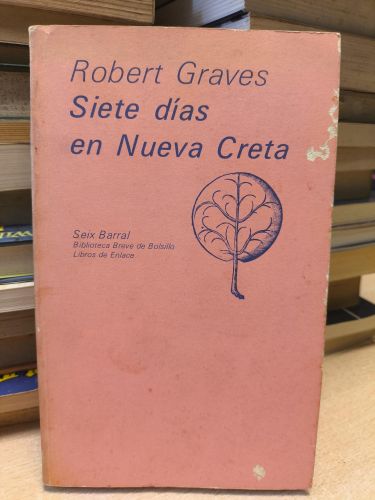 Robert Graves
Siete días
en Nueva Creta
Seix Barral
Biblioteca Breve de Bolsillo
Libros de Enlace